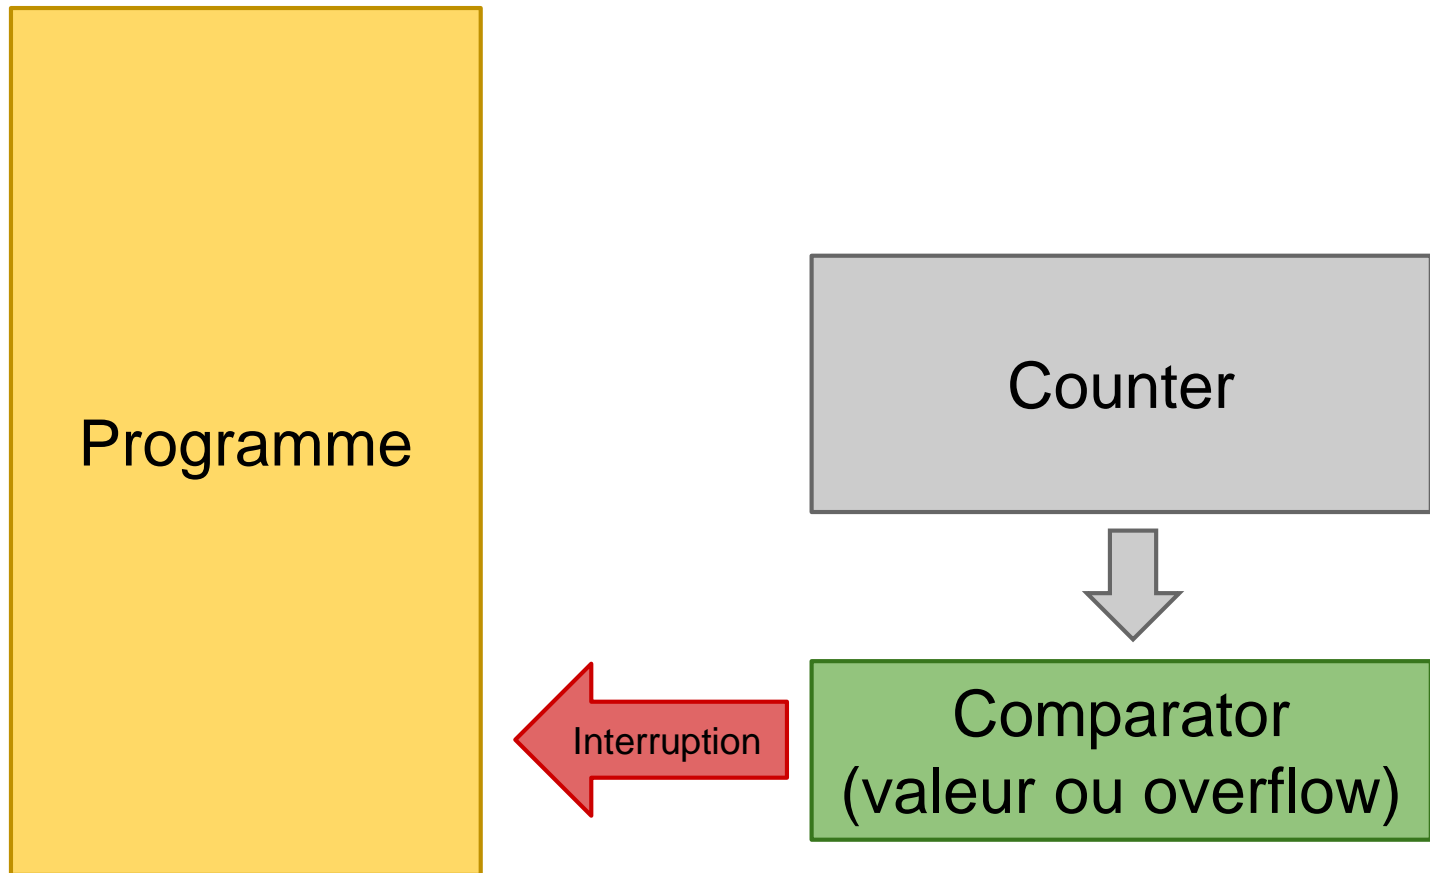 Programme
Counter
Interruption
Comparator
(valeur ou overflow)